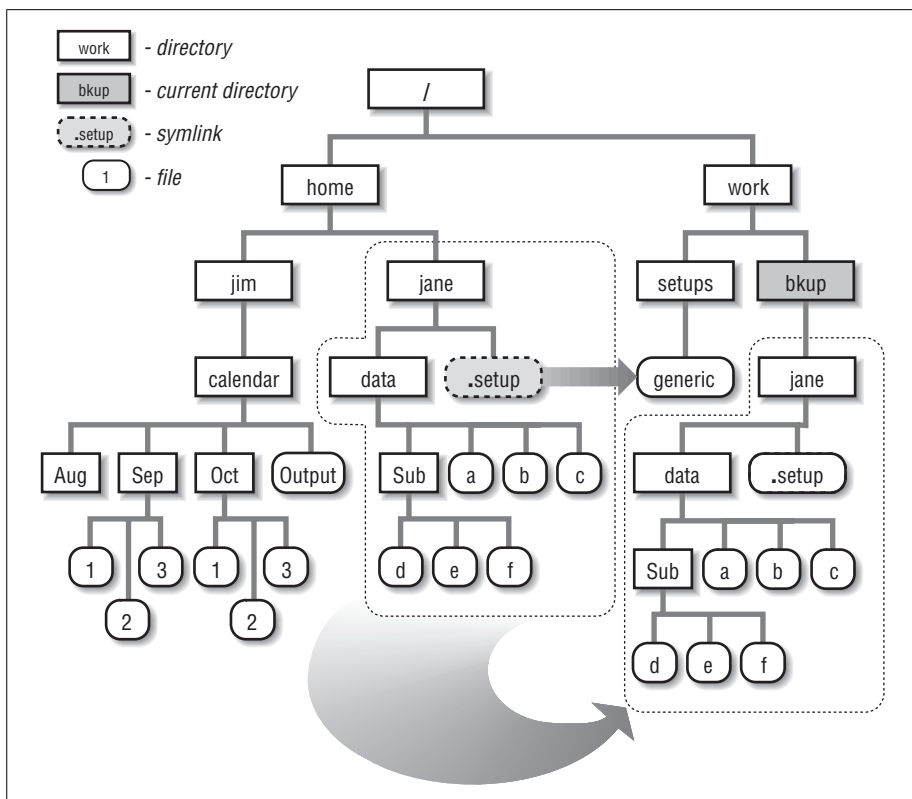 work - directory
bkup - current directory
.setup - symlink
1 - file
/
home work
jim jane setups bkup
calendar data .setup generic jane
Aug Sep Oct Output Sub a b c data .setup
1 3 1 3 d e f Sub a b c
2 2
d e f